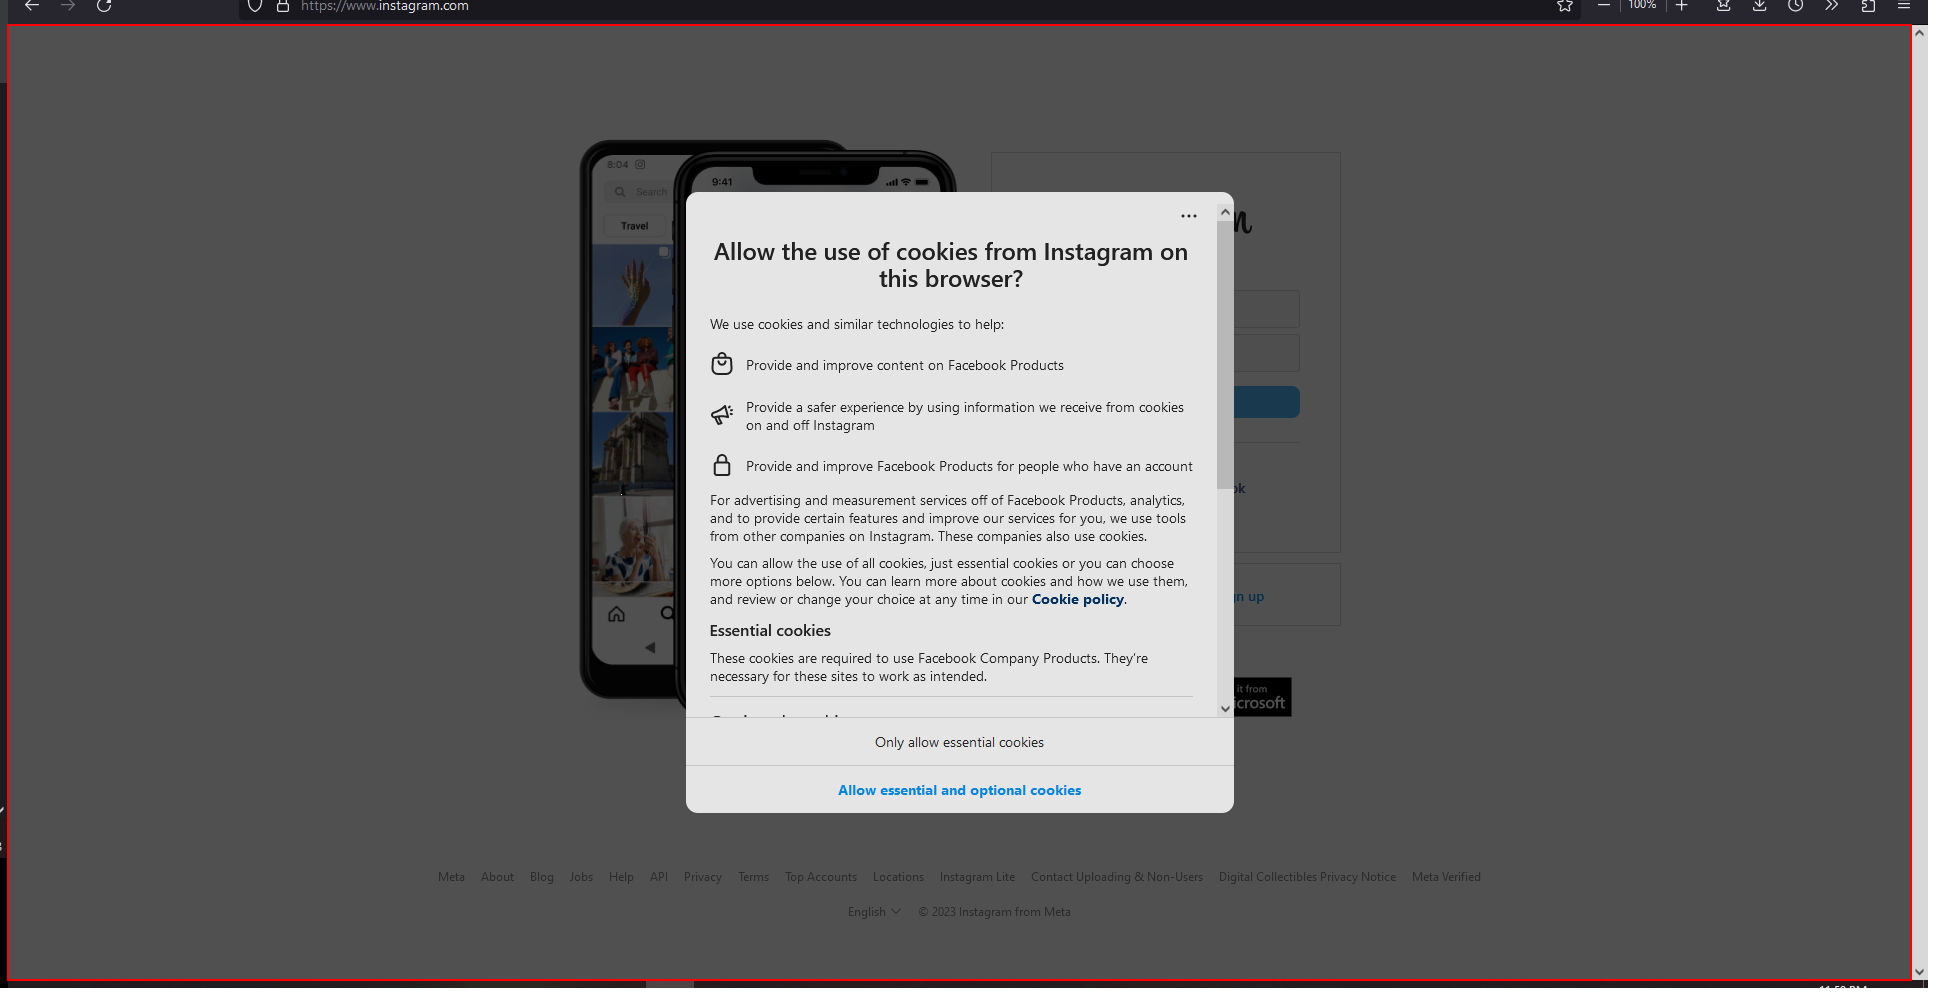 https://www.instagram.com
100%
8:04
Search
9:41
Travel
Allow the use of cookies from Instagram on
this browser?
We use cookies and similar technologies to help:
Provide and improve content on Facebook Products
Provide a safer experience by using information we receive from cookies
on and off Instagram
Provide and improve Facebook Products for people who have an account
For advertising and measurement services off of Facebook Products, analytics,
and to provide certain features and improve our services for you, we use tools
from other companies on Instagram. These companies also use cookies.
You can allow the use of all cookies, just essential cookies or you can choose
more options below. You can learn more about cookies and how we use them,
and review or change your choice at any time in our Cookie policy.
Essential cookies
These cookies are required to use Facebook Company Products. They're
necessary for these sites to work as intended.
Only allow essential cookies
Allow essential and optional cookies
m
ok
n up
it from
icrosoft
Meta About Blog Jobs Help API Privacy Terms Top Accounts Locations Instagram Lite Contact Uploading & Non-Users Digital Collectibles Privacy Notice Meta Verified
English © 2023 Instagram from Meta